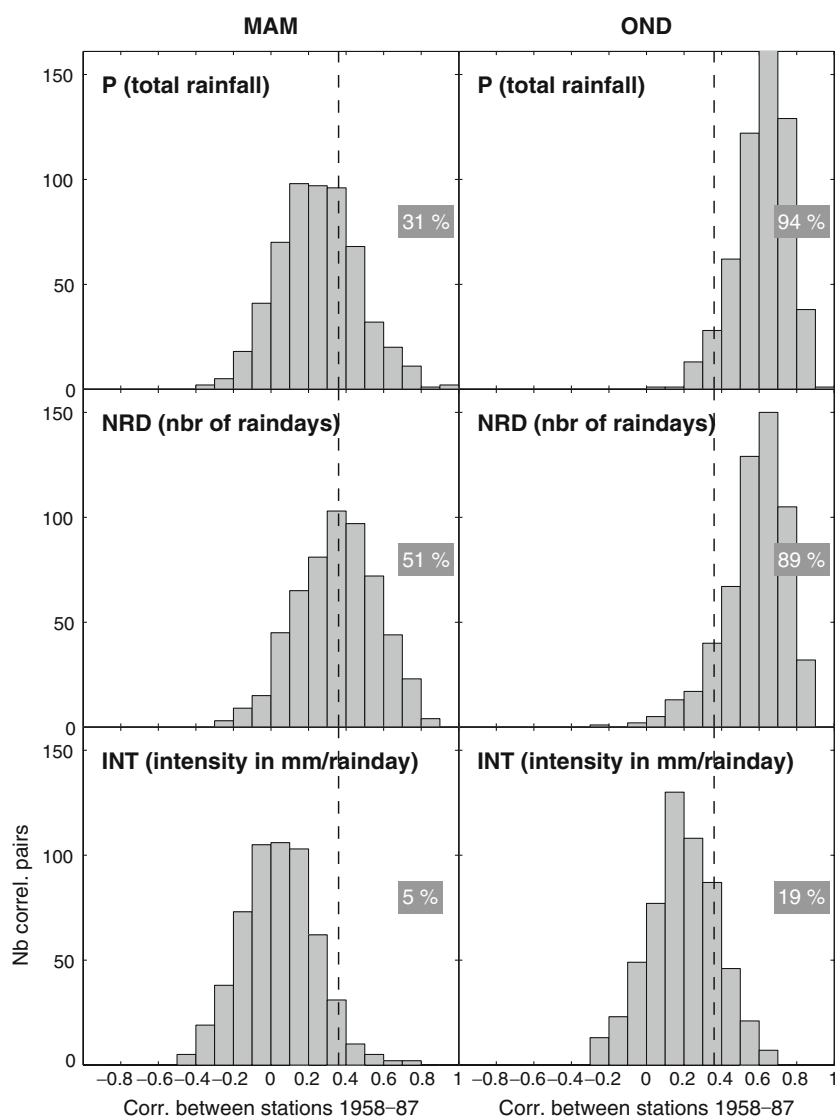 MAM OND
150 P (total rainfall) P (total rainfall)
100
31 % 94 %
50
0
150 NRD (nbr of raindays) NRD (nbr of raindays)
100
51 % 89 %
50
0
150 INT (intensity in mm/rainday) INT (intensity in mm/rainday)
100
5 % 19 %
50
0
Nb correl. pairs
−0.8 −0.6 −0.4 −0.2 0 0.2 0.4 0.6 0.8 1 −0.8 −0.6 −0.4 −0.2 0 0.2 0.4 0.6 0.8 1
Corr. between stations 1958−87 Corr. between stations 1958−87